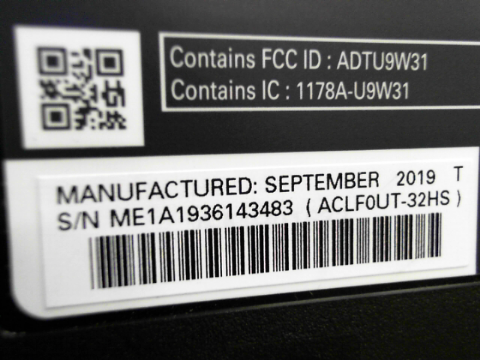 Contains FCC ID : ADTU9W31
Contains IC : 1178A-U9W31
MANUFACTURED: SEPTEMBER 2019 T
S/N ME1A1936143483 ( ACLF0UT-32HS )